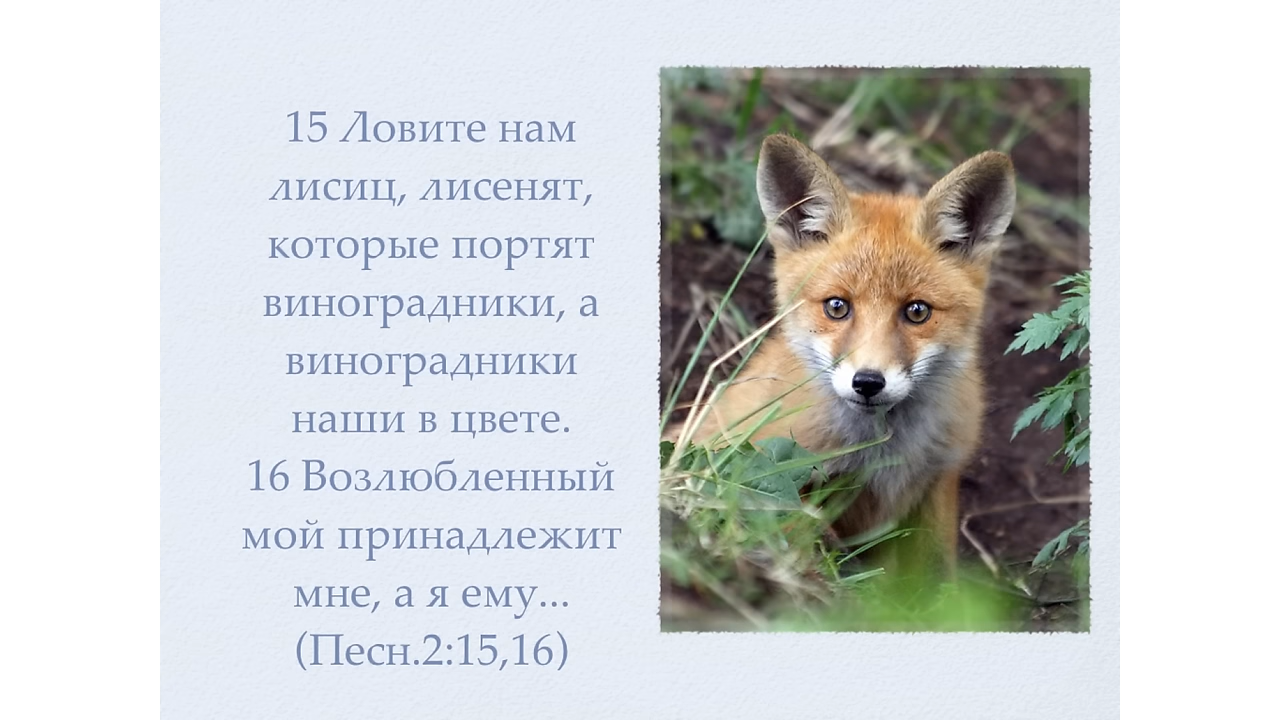 15 Ловите нам
лисиц, лисенят,
которые портят
виноградники, а
виноградники
наши в цвете.
16 Возлюбленный
мой принадлежит
мне, а я ему...
(Песн.2:15,16)